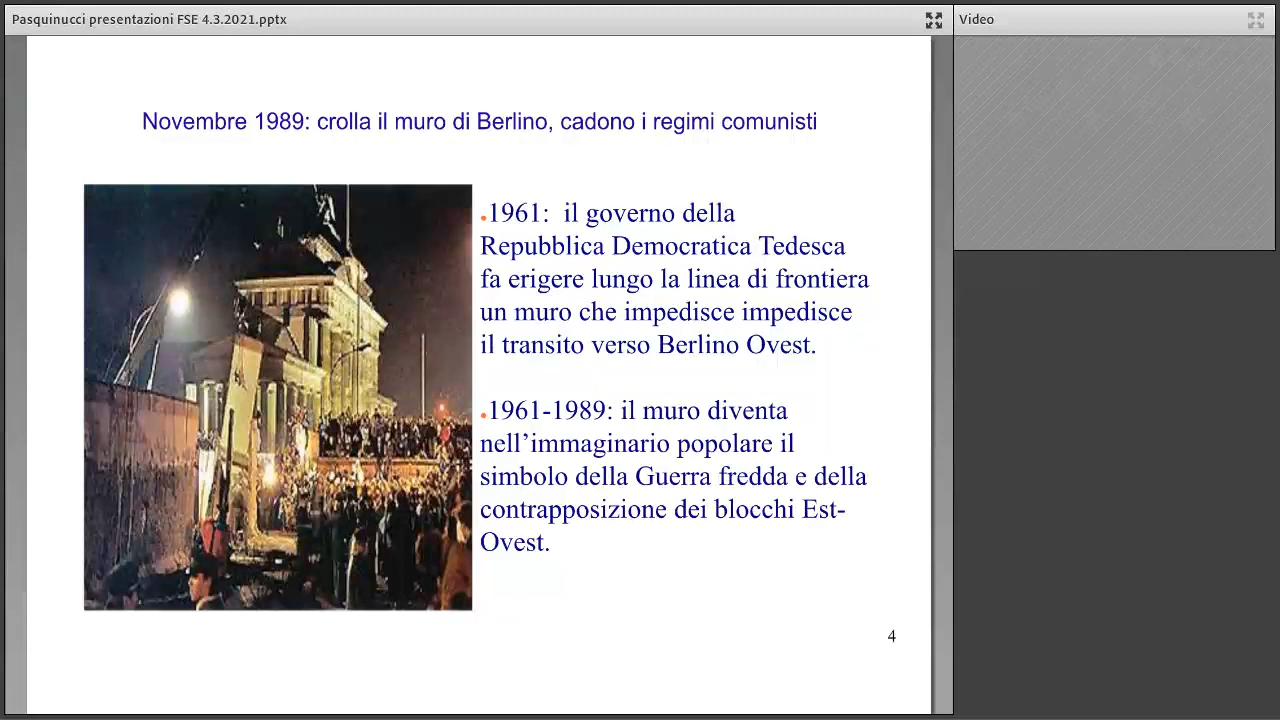 Pasquinucci presentazioni FSE 4.3.2021.pptx
Video
Novembre 1989: crolla il muro di Berlino, cadono i regimi comunisti
•1961:  il governo della
Repubblica Democratica Tedesca
fa erigere lungo la linea di frontiera
un muro che impedisce impedisce
il transito verso Berlino Ovest.
•1961-1989: il muro diventa
nell’immaginario popolare il
simbolo della Guerra fredda e della
contrapposizione dei blocchi Est-
Ovest.
4